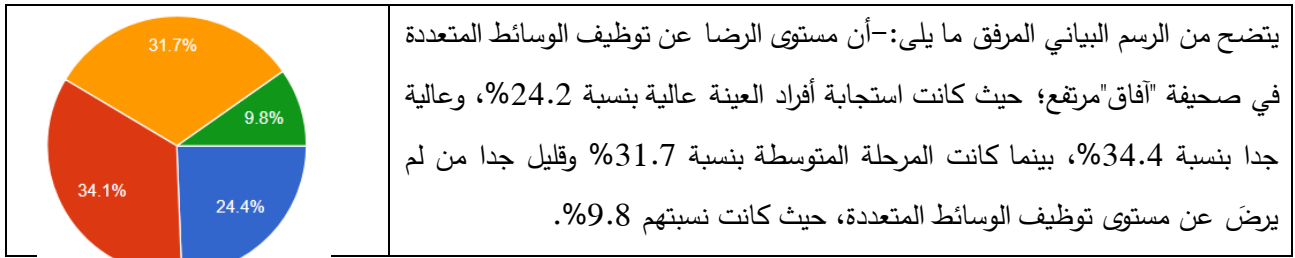 يتضح من الرسم البياني المرفق ما يلى:-أن مستوى الرضا عن توظيف الوسائط المتعددة
في صحيفة "آفاق"مرتفع؛ حيث كانت استجابة أفراد العينة عالية بنسبة 24.2%، وعالية
جدا بنسبة 34.4%، بينما كانت المرحلة المتوسطة بنسبة 31.7% وقليل جدا من لم
يرضَ عن مستوى توظيف الوسائط المتعددة، حيث كانت نسبتهم 9.8%.
31.7%
9.8%
34.1%
24.4%